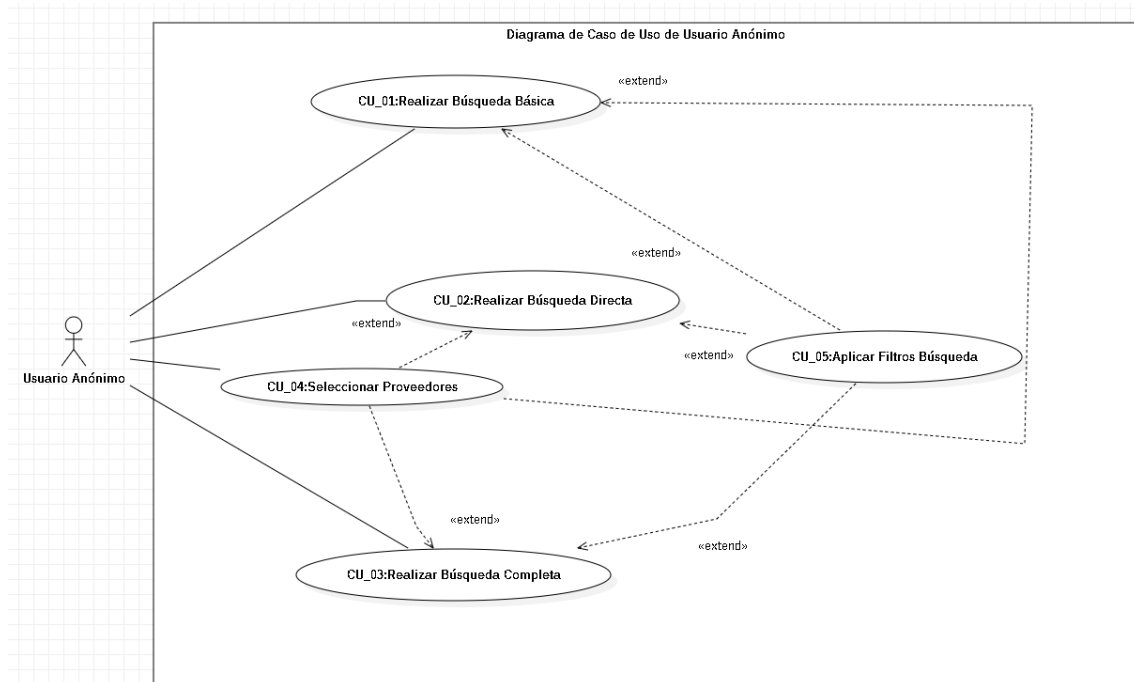 Diagrama de Caso de Uso de Usuario Anónimo
«extend»
CU_01:Realizar Búsqueda Básica
«extend»
CU_02:Realizar Búsqueda Directa
«extend»
«extend»
CU_05:Aplicar Filtros Búsqueda
Usuario Anónimo
CU_04:Seleccionar Proveedores
«extend»
«extend»
CU_03:Realizar Búsqueda Completa